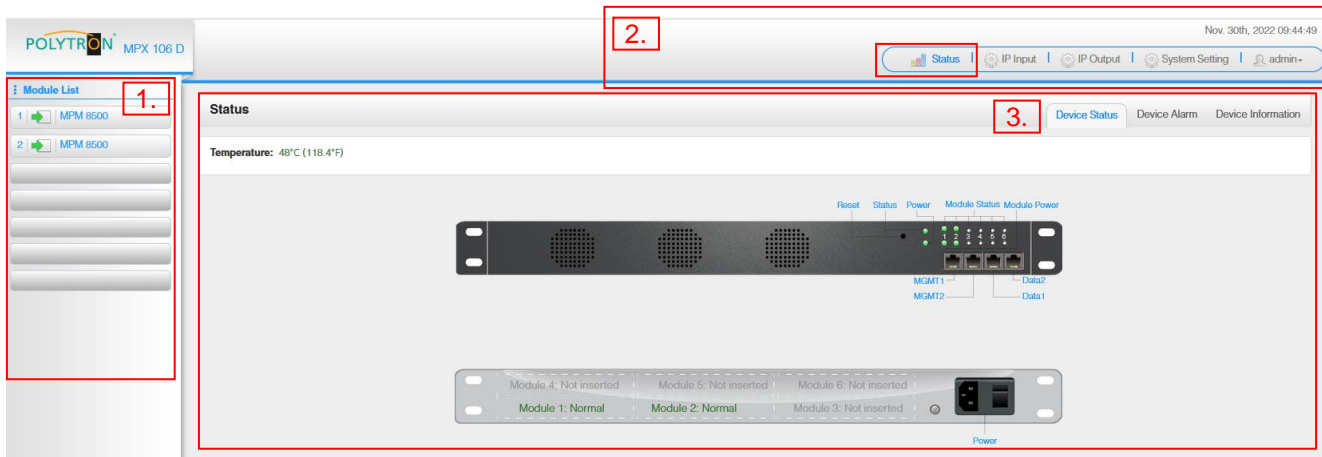 POLYTRON MPX 106 D
2.
Nov. 30th, 2022 09:44:49
Status | IP Input | IP Output | System Setting | admin
Module List
1.
1 MPM 8500
2 MPM 8500
Status
3.
Device Status Device Alarm Device Information
Temperature: 48°C (118.4°F)
Reset Status Power Module Status Module Power
1 2 3 4 5 6
MGMT1 Data2
MGMT2 Data1
Module 4: Not inserted Module 5: Not inserted Module 6: Not inserted
Module 1: Normal Module 2: Normal Module 3: Not inserted
Power